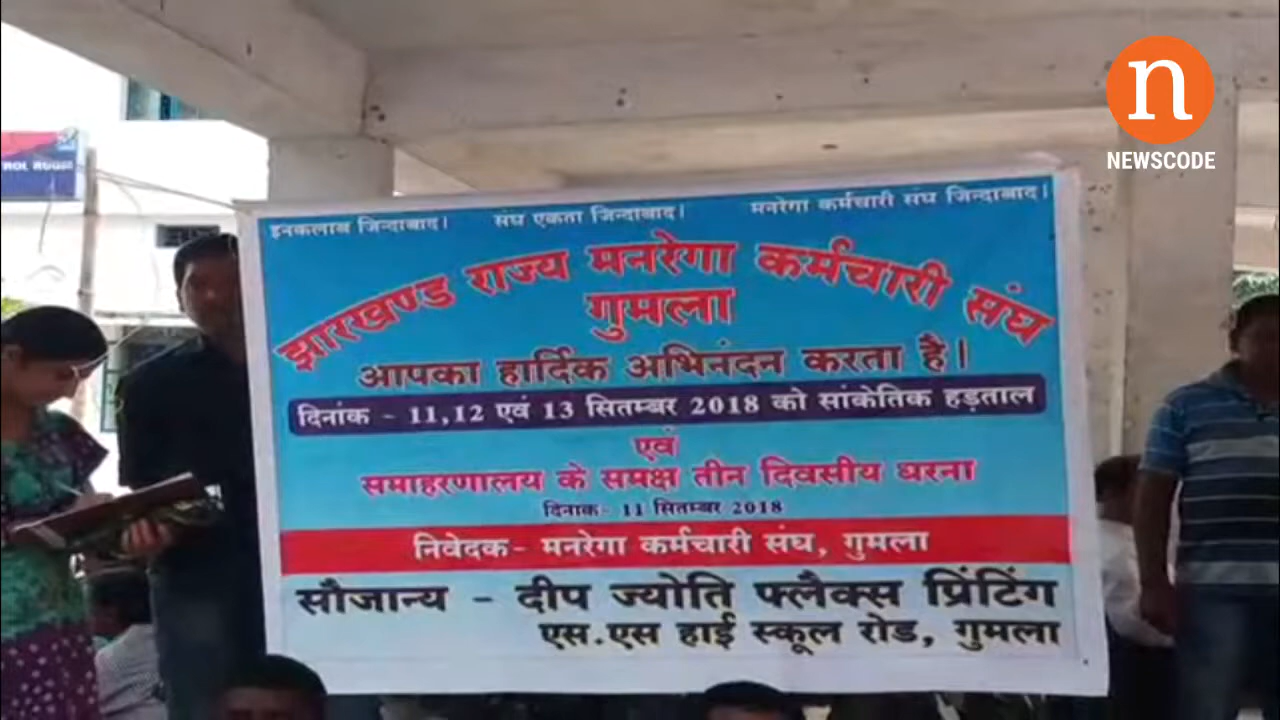 n
NEWSCODE
ROL ROOM
इनकलाब जिन्दाबाद। संघ एकता जिन्दाबाद। मनरेगा कर्मचारी संघ जिन्दाबाद।
झारखण्ड राज्य मनरेगा कर्मचारी संघ
गुमला
आपका हार्दिक अभिनंदन करता है।
दिनांक - 11,12 एवं 13 सितम्बर 2018 को सांकेतिक हड़ताल
एवं
समाहरणालय के समक्ष तीन दिवसीय धरना
दिनांक- 11 सितम्बर 2018
निवेदक- मनरेगा कर्मचारी संघ, गुमला
सौजान्य - दीप ज्योति फ्लैक्स प्रिंटिंग
एस.एस हाई स्कूल रोड, गुमला